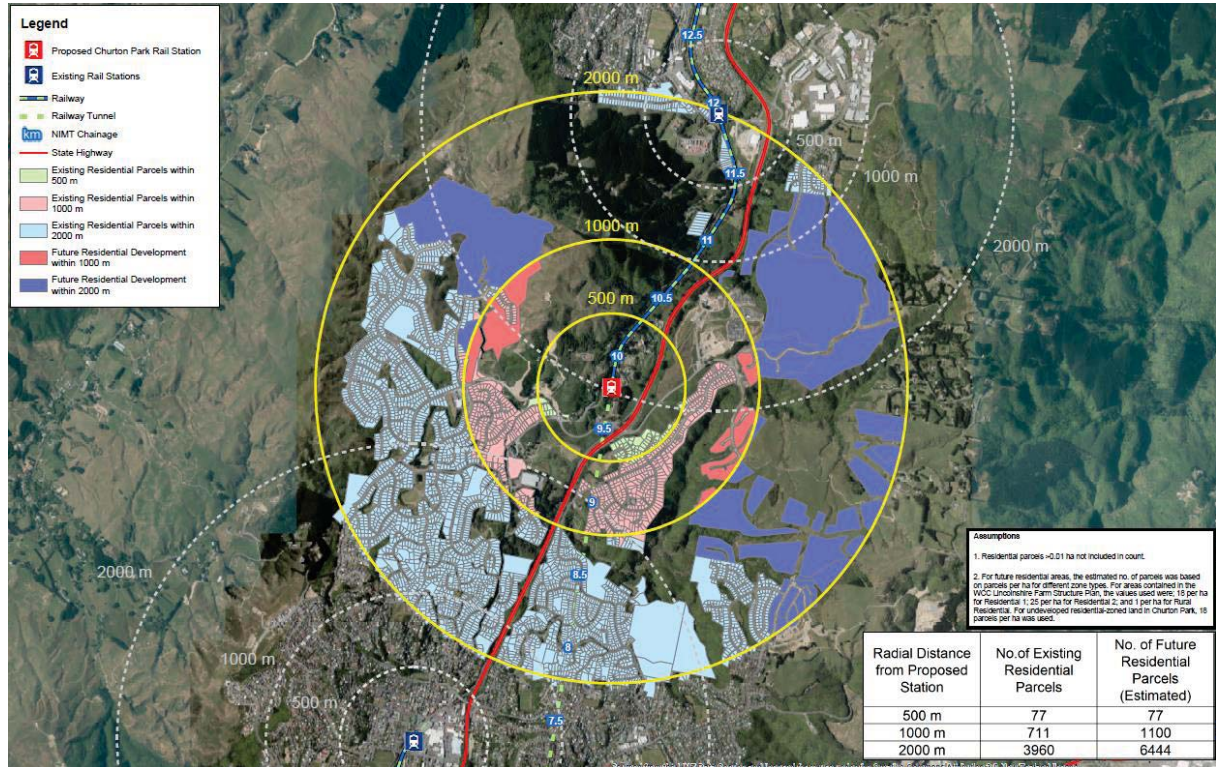 Legend
Proposed Churton Park Rail Station
Existing Rail Stations
Railway
Railway Tunnel
km NIMT Chainage
State Highway
Existing Residential Parcels within
500 m
Existing Residential Parcels within
1000 m
Existing Residential Parcels within
2000 m
Future Residential Development
within 1000 m
Future Residential Development
within 2000 m
12.5
2000 m
12
500 m
11.5
1000 m
1000 m
11
2000 m
10.5
500 m
10
9.5
9
2000 m
8.5
8
1000 m
500 m
7.5
Assumptions
1. Residential parcels >0.01 ha not included in count.
2. For future residential areas, the estimated no. of parcels was based
on parcels per ha for different zone types. For areas contained in the
WCC Lincolnshire Farm Structure Plan, the values used were; 18 per ha
for Residential 1; 25 per ha for Residential 2; and 1 per ha for Rural
Residential. For undeveloped residential-zoned land in Churton Park, 18
parcels per ha was used.
Radial Distance from Proposed Station No.of Existing Residential Parcels No. of Future Residential Parcels (Estimated)
500 m 77 77
1000 m 711 1100
2000 m 3960 6444